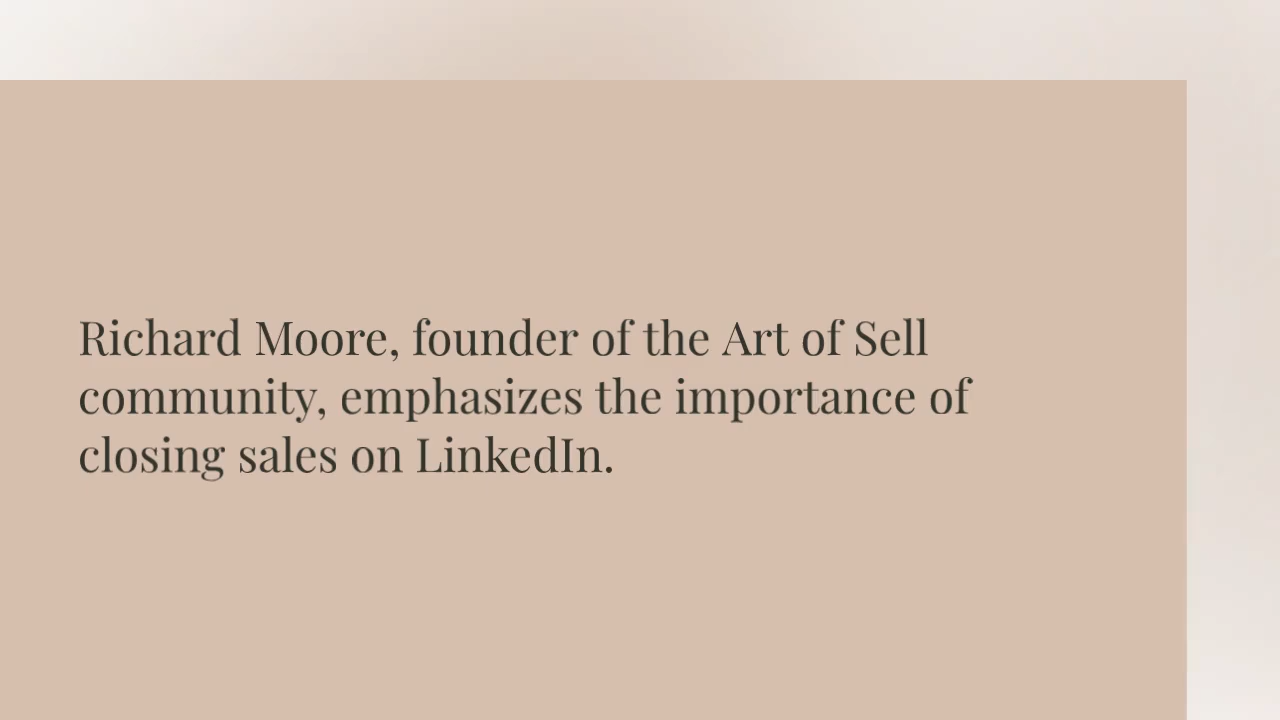 Richard Moore, founder of the Art of Sell
community, emphasizes the importance of
closing sales on LinkedIn.